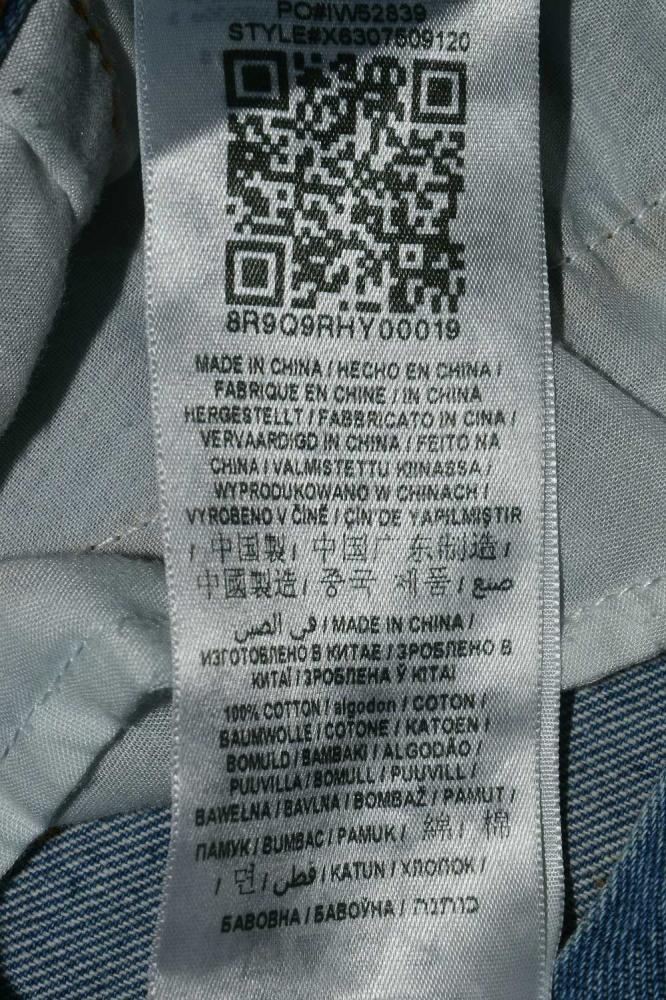 PO#IW52839
STYLE#X6307509120
8R9Q9RHY00019
MADE IN CHINA / HECHO EN CHINA /
FABRIQUE EN CHINE / IN CHINA
HERGESTELLT / FABBRICATO IN CINA /
VERVAARDIGD IN CHINA / FEITO NA
CHINA / VALMISTETTU KIINASSA /
WYPRODUKOWANO W CHINACH /
VYROBENO V ČÍNĚ / ÇİN'DE YAPILMIŞTIR
/ 中国製 / 中国广东制造 /
中國製造 / 중국 제품 / صنع
في الصين / MADE IN CHINA /
ИЗГОТОВЛЕНО В КИТАЕ / ЗРОБЛЕНО В
КИТАЇ / ЗРОБЛЕНА Ў КІТАІ
100% COTTON / algodon / COTON /
BAUMWOLLE / COTONE / KATOEN /
BOMULD / BAMBAKI / ALGODÃO /
PUUVILLA / BOMULL / PUUVILL /
BAWEŁNA / BAVLNA / BOMBAŽ / PAMUT /
ПАМУК / BUMBAC / PAMUK / 綿 / 棉
/ 면 / قطن / KATUN / ХЛОПОК /
БАВОВНА / БАВОЎНА / כותנה